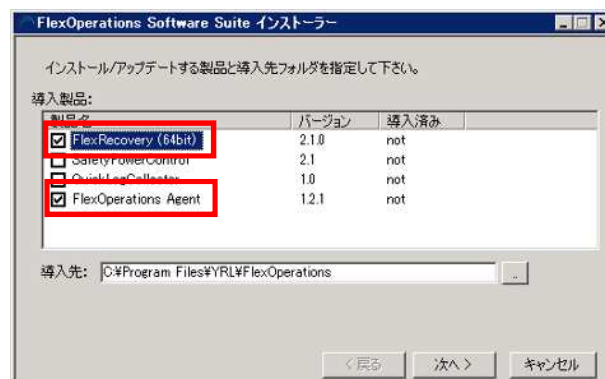 FlexOperations Software Suite インストーラー
インストール/アップデートする製品と導入先フォルダを指定して下さい。
導入製品:
製品名 バージョン 導入済み
FlexRecovery (64bit) 2.1.0 not
SafetyPowerControl 2.1 not
QuickLogCollector 1.0 not
FlexOperations Agent 1.2.1 not
導入先: C:¥Program Files¥YRL¥FlexOperations ..
< 戻る 次へ > キャンセル